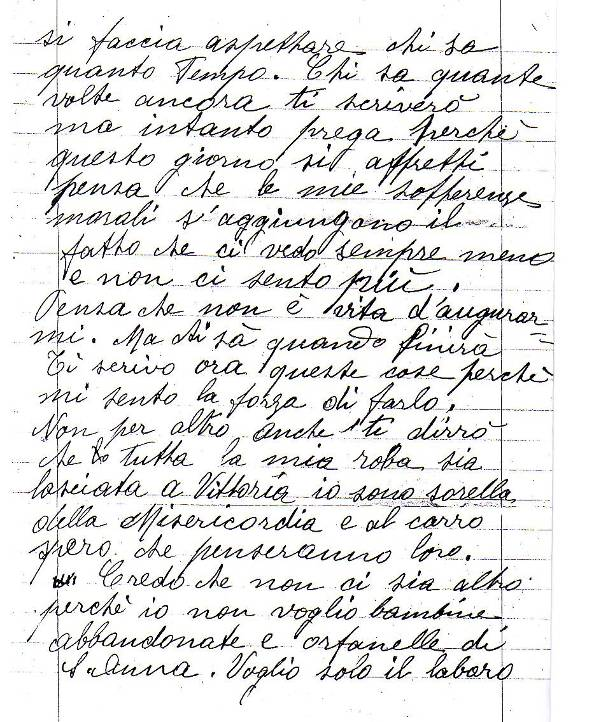 si faccia aspettare chi sa
quanto Tempo. Chi sa quante
volte ancora ti scriverò
ma intanto prega perchè
questo giorno si affretti
pensa che le mie sofferenze
morali s'aggiungono il
fatto che ci vedo sempre meno
e non ci sento più.
Pensa che non è vita d'augurar=
mi. Ma chi sà quando finirà
Ti scrivo ora queste cose perchè
mi sento la forza di farlo.
Non per altro anche ti dirrò
che tutta la mia roba sia
lasciata a Vittoria io sono sorella
della Misericordia e al carro
spero che penseranno loro.
Credo che non ci sia altro
perchè io non voglio bambine
abbandonate e orfanelle di
S. Anna. Voglio solo il labaro